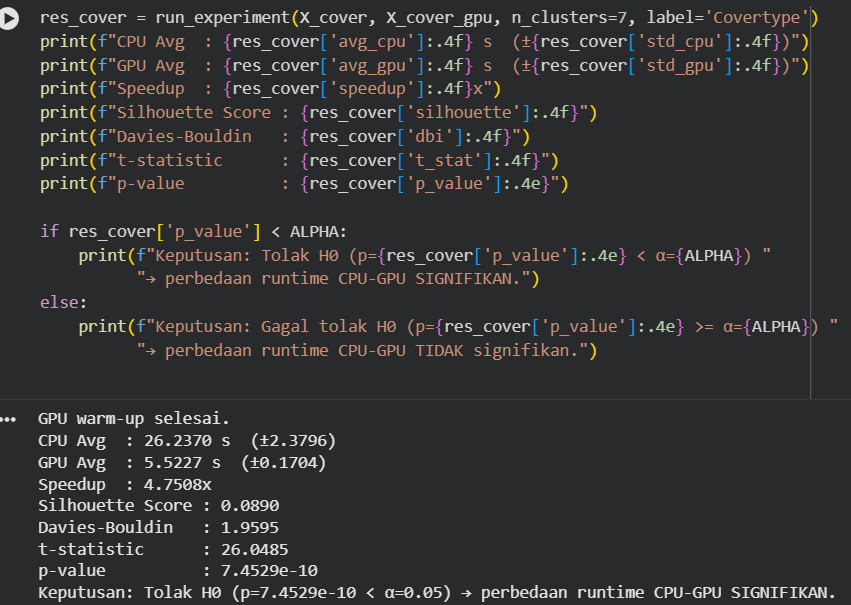 res_cover = run_experiment(X_cover, X_cover_gpu, n_clusters=7, label='Covertype')
print(f"CPU Avg  : {res_cover['avg_cpu']:.4f} s  (±{res_cover['std_cpu']:.4f})")
print(f"GPU Avg  : {res_cover['avg_gpu']:.4f} s  (±{res_cover['std_gpu']:.4f})")
print(f"Speedup  : {res_cover['speedup']:.4f}x")
print(f"Silhouette Score : {res_cover['silhouette']:.4f}")
print(f"Davies-Bouldin   : {res_cover['dbi']:.4f}")
print(f"t-statistic      : {res_cover['t_stat']:.4f}")
print(f"p-value          : {res_cover['p_value']:.4e}")

if res_cover['p_value'] < ALPHA:
    print(f"Keputusan: Tolak H0 (p={res_cover['p_value']:.4e} < α={ALPHA}) "
          "→ perbedaan runtime CPU-GPU SIGNIFIKAN.")
else:
    print(f"Keputusan: Gagal tolak H0 (p={res_cover['p_value']:.4e} >= α={ALPHA}) "
          "→ perbedaan runtime CPU-GPU TIDAK signifikan.")

GPU warm-up selesai.
CPU Avg  : 26.2370 s  (±2.3796)
GPU Avg  : 5.5227 s  (±0.1704)
Speedup  : 4.7508x
Silhouette Score : 0.0890
Davies-Bouldin   : 1.9595
t-statistic      : 26.0485
p-value          : 7.4529e-10
Keputusan: Tolak H0 (p=7.4529e-10 < α=0.05) → perbedaan runtime CPU-GPU SIGNIFIKAN.